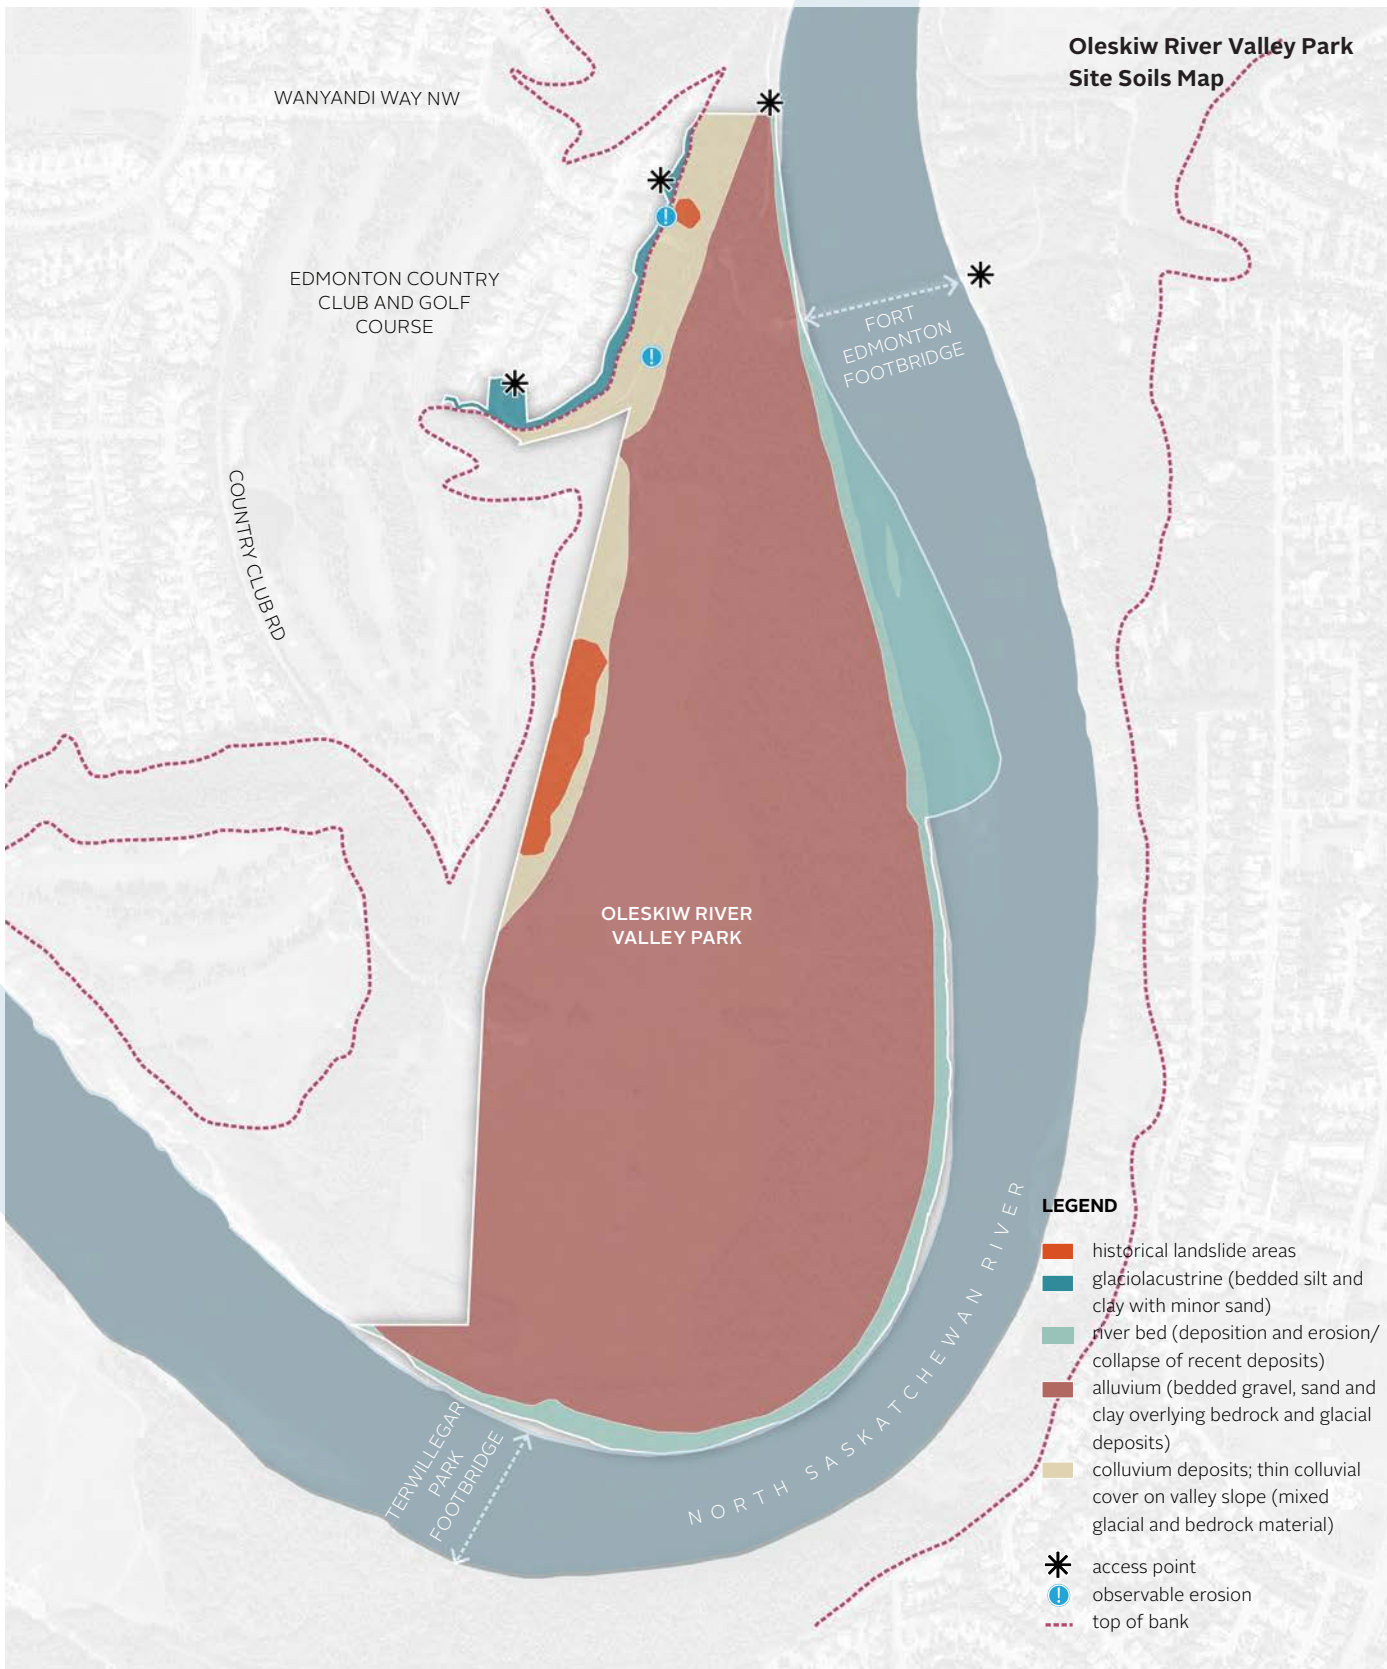 Oleskiw River Valley Park
Site Soils Map
WANYANDI WAY NW
EDMONTON COUNTRY
CLUB AND GOLF
COURSE
FORT
EDMONTON
FOOTBRIDGE
COUNTRY CLUB RD
OLESKIW RIVER
VALLEY PARK
TERWILLEGAR
PARK
FOOTBRIDGE
NORTH SASKATCHEWAN RIVER
LEGEND
historical landslide areas
glaciolacustrine (bedded silt and
clay with minor sand)
river bed (deposition and erosion/
collapse of recent deposits)
alluvium (bedded gravel, sand and
clay overlying bedrock and glacial
deposits)
colluvium deposits; thin colluvial
cover on valley slope (mixed
glacial and bedrock material)
access point
observable erosion
top of bank